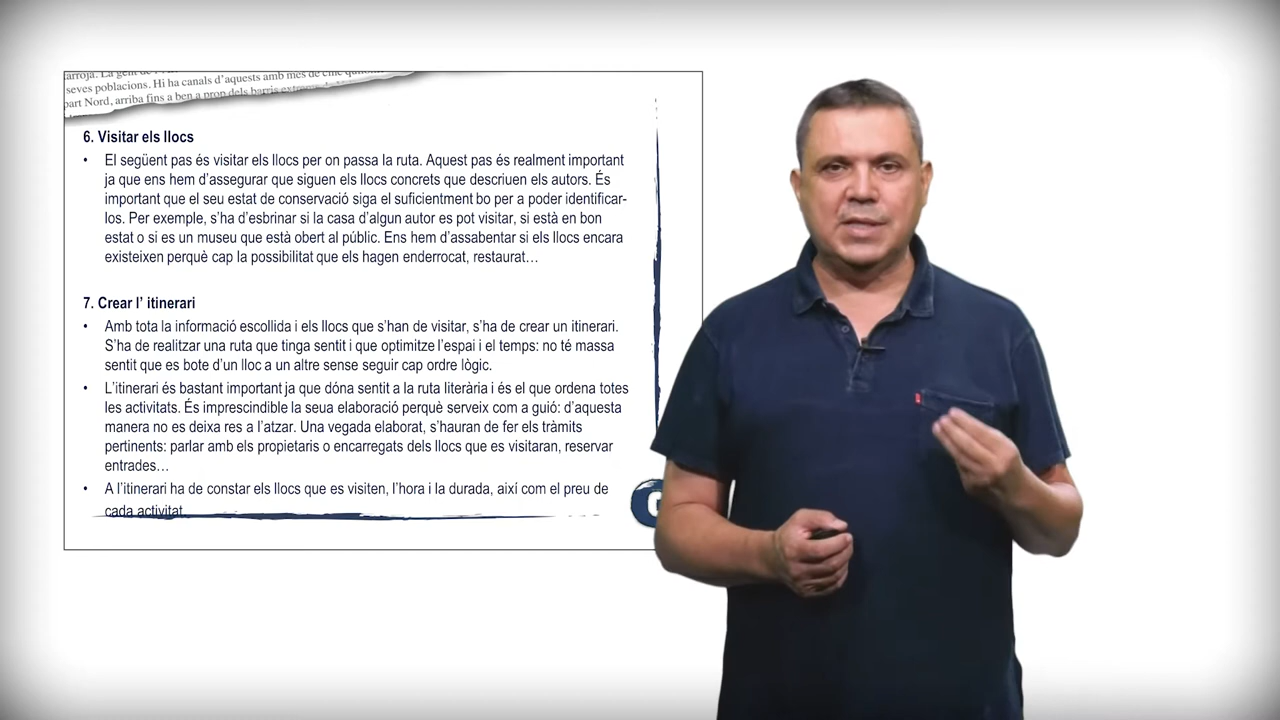 seves poblacions. Hi ha canals d'aquests amb més de cinc
part Nord, arriba fins a ben a prop dels barris
6. Visitar els llocs
• El següent pas és visitar els llocs per on passa la ruta. Aquest pas és realment important
ja que ens hem d'assegurar que siguen els llocs concrets que descriuen els autors. És
important que el seu estat de conservació siga el suficientment bo per a poder identificar-
los. Per exemple, s'ha d'esbrinar si la casa d'algun autor es pot visitar, si està en bon
estat o si es un museu que està obert al públic. Ens hem d'assabentar si els llocs encara
existeixen perquè cap la possibilitat que els hagen enderrocat, restaurat…
7. Crear l' itinerari
• Amb tota la informació escollida i els llocs que s'han de visitar, s'ha de crear un itinerari.
S'ha de realitzar una ruta que tinga sentit i que optimitze l'espai i el temps: no té massa
sentit que es bote d'un lloc a un altre sense seguir cap ordre lògic.
• L'itinerari és bastant important ja que dóna sentit a la ruta literària i és el que ordena totes
les activitats. És imprescindible la seua elaboració perquè serveix com a guió: d'aquesta
manera no es deixa res a l'atzar. Una vegada elaborat, s'hauran de fer els tràmits
pertinents: parlar amb els propietaris o encarregats dels llocs que es visitaran, reservar
entrades…
• A l'itinerari ha de constar els llocs que es visiten, l'hora i la durada, així com el preu de
cada activitat